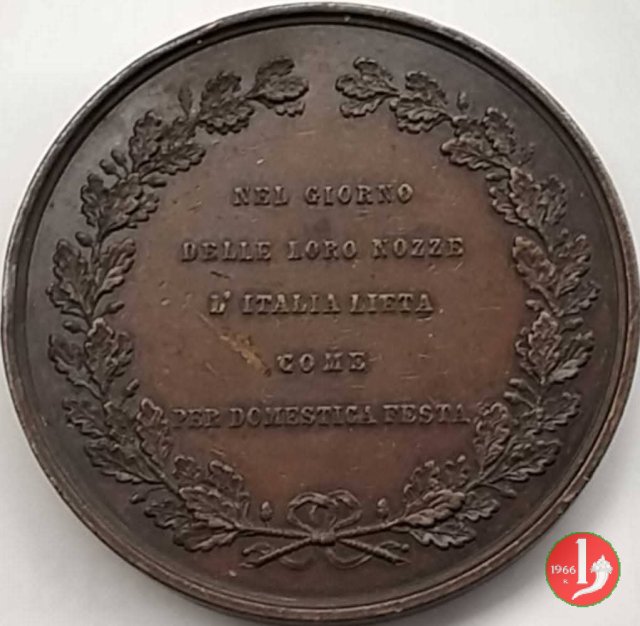 NEL GIORNO
DELLE LORO NOZZE
L' ITALIA LIETA
COME
PER DOMESTICA FESTA
1966